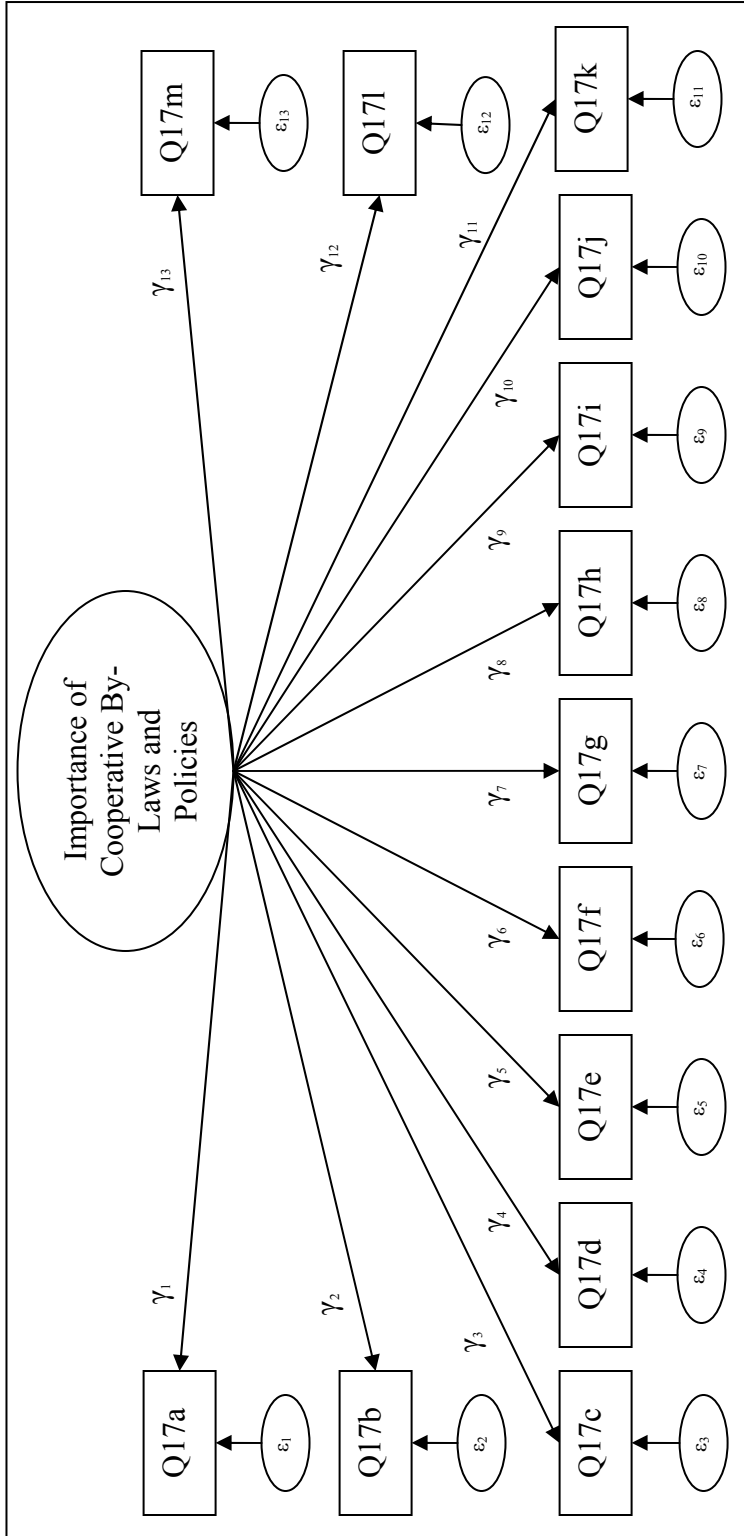 Importance of
Cooperative By-
Laws and
Policies
γ1
γ2
γ3
γ4
γ5
γ6
γ7
γ8
γ9
γ10
γ11
γ12
γ13
Q17a
Q17b
Q17c
Q17d
Q17e
Q17f
Q17g
Q17h
Q17i
Q17j
Q17k
Q17l
Q17m
ε1
ε2
ε3
ε4
ε5
ε6
ε7
ε8
ε9
ε10
ε11
ε12
ε13